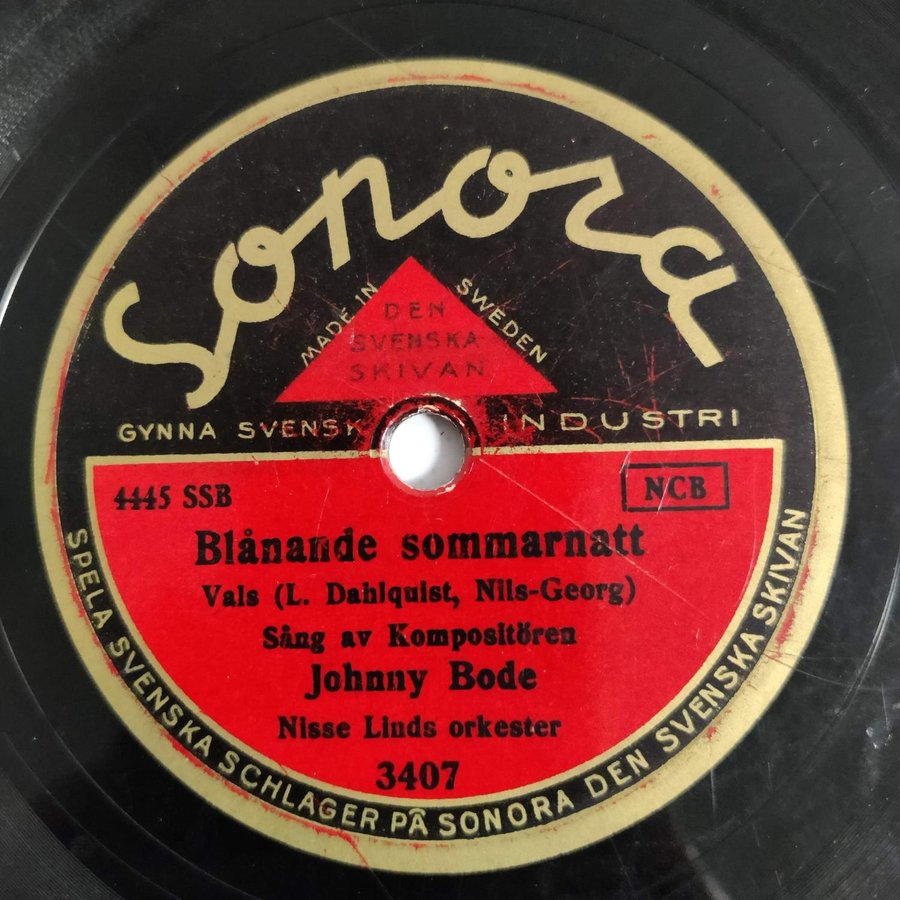 Sonora
MADE IN SWEDEN
DEN
SVENSKA
SKIVAN
GYNNA SVENSK INDUSTRI
4445 SSB
NCB
Blånande sommarnatt
Vals (L. Dahlquist, Nils-Georg)
Sång av Kompositören
Johnny Bode
Nisse Linds orkester
3407
SPELA SVENSKA SCHLAGER PÅ SONORA DEN SVENSKA SKIVAN